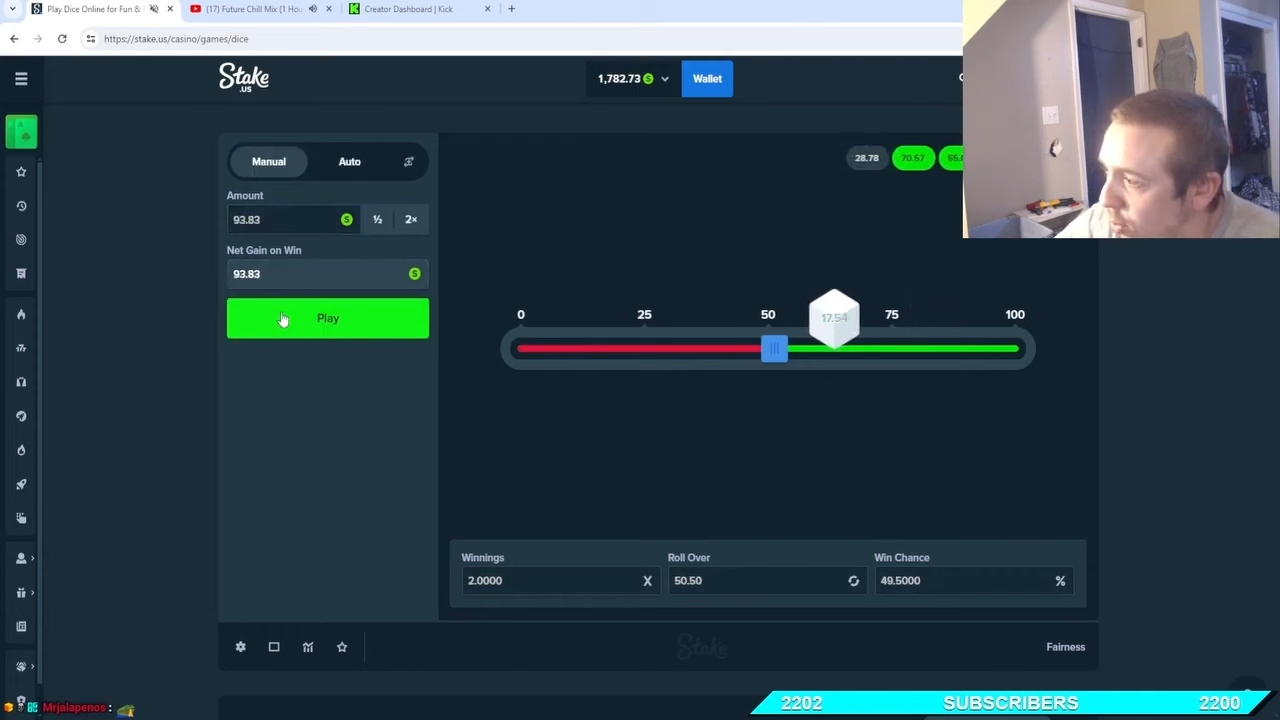 Play Dice Online for Fun &
(17) Future Chill Mix (1 Hou
Creator Dashboard | Kick
https://stake.us/casino/games/dice
Stake
.US
1,782.73
Wallet
Manual
Auto
28.78
70.57
Amount
93.83
½
2×
Net Gain on Win
93.83
Play
0
25
50
75
100
17.54
Winnings
Roll Over
Win Chance
2.0000
X
50.50
49.5000
%
Stake
Fairness
Mrjalapenos :
2202
SUBSCRIBERS
2200